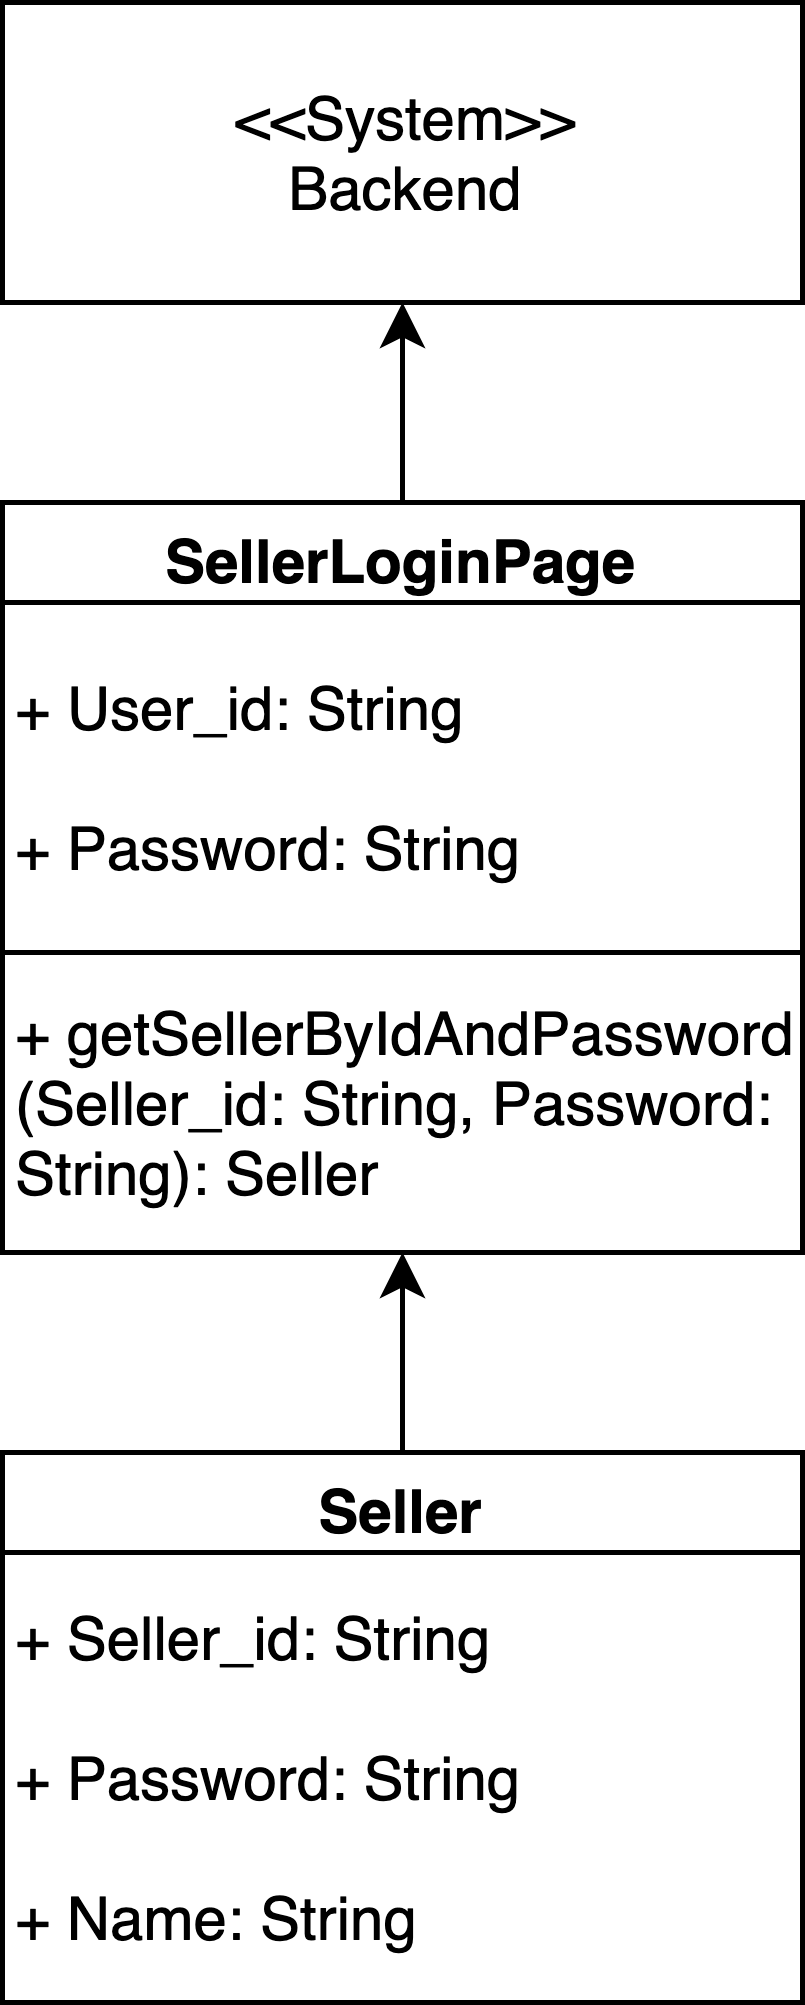 <<System>>
Backend
SellerLoginPage
+ User_id: String
+ Password: String
+ getSellerByIdAndPassword
(Seller_id: String, Password:
String): Seller
Seller
+ Seller_id: String
+ Password: String
+ Name: String